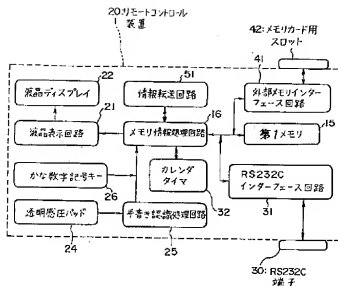 20:リモートコントロール
装置
42:メモリカード用
スロット
22
液晶ディスプレイ
51
情報転送回路
41
外部メモリインター
フェース回路
21
液晶表示回路
16
メモリ情報処理回路
第1メモリ
15
かな数字記号キー
26
カレンダ
タイマ
32
RS232C
インターフェース回路
31
透明感圧パッド
24
手書き認識処理回路
25
30:RS232C
端子